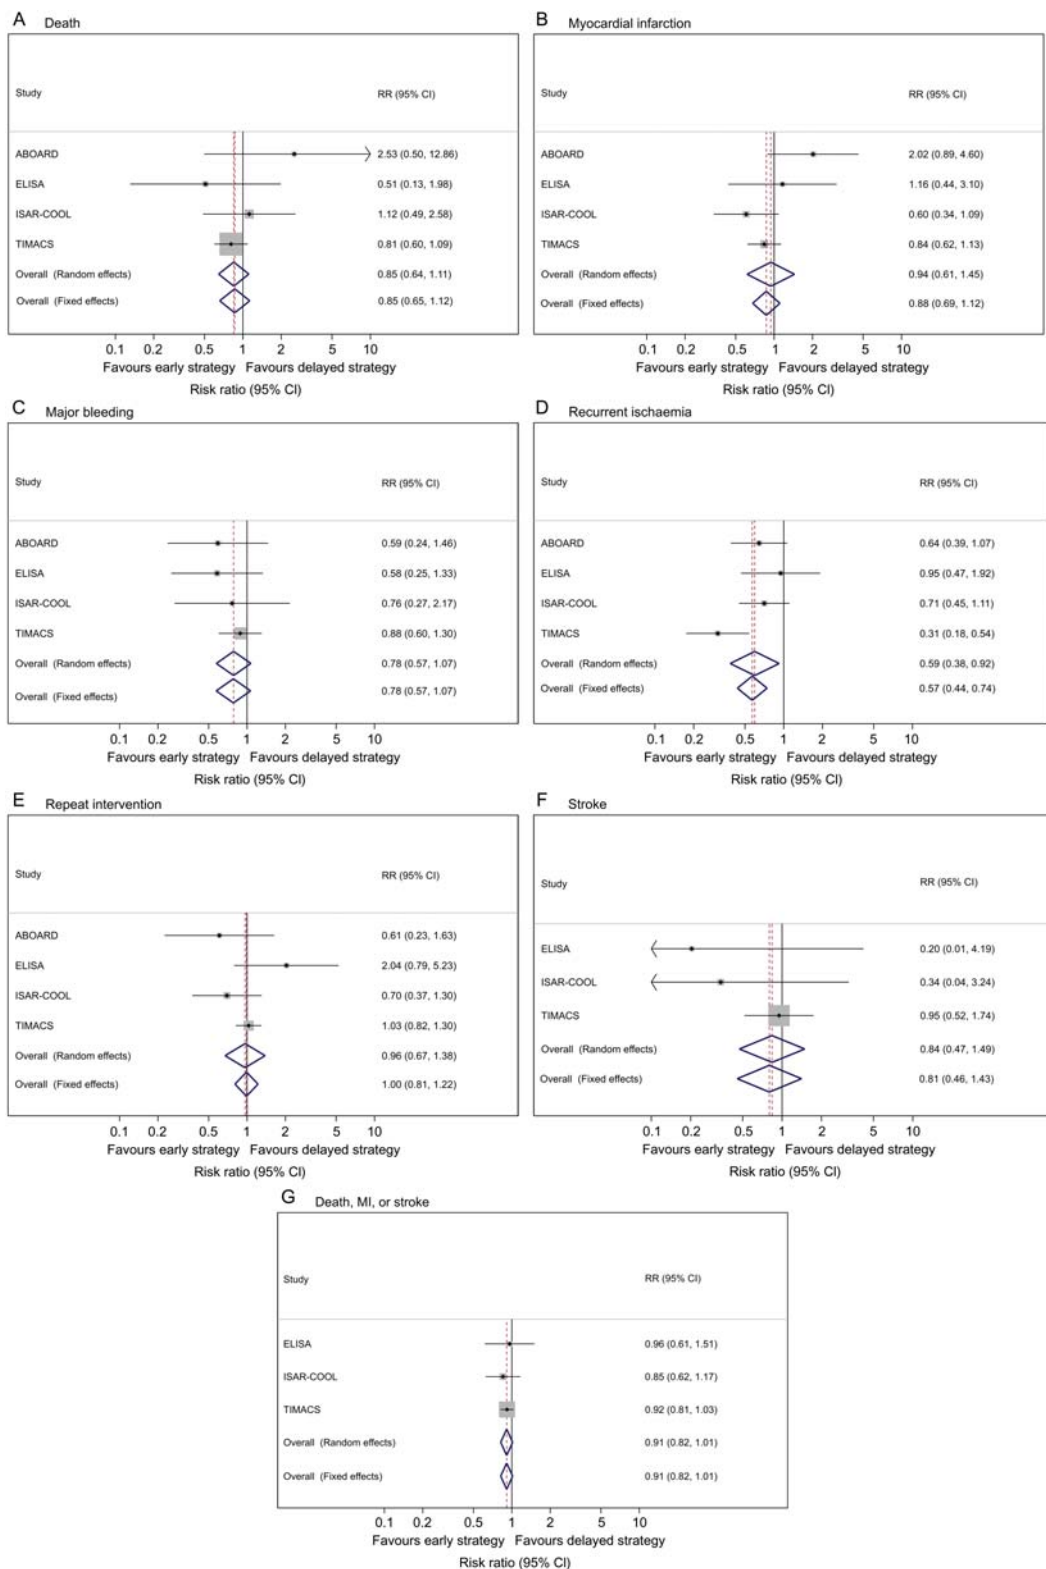 A Death
Study RR (95% CI)
ABOARD 2.53 (0.50, 12.86)
ELISA 0.51 (0.13, 1.98)
ISAR-COOL 1.12 (0.49, 2.58)
TIMACS 0.81 (0.60, 1.09)
Overall (Random effects) 0.85 (0.64, 1.11)
Overall (Fixed effects) 0.85 (0.65, 1.12)
0.1 0.2 0.5 1 2 5 10
Favours early strategy Favours delayed strategy
Risk ratio (95% CI)
B Myocardial infarction
Study RR (95% CI)
ABOARD 2.02 (0.89, 4.60)
ELISA 1.16 (0.44, 3.10)
ISAR-COOL 0.60 (0.34, 1.09)
TIMACS 0.84 (0.62, 1.13)
Overall (Random effects) 0.94 (0.61, 1.45)
Overall (Fixed effects) 0.88 (0.69, 1.12)
0.1 0.2 0.5 1 2 5 10
Favours early strategy Favours delayed strategy
Risk ratio (95% CI)
C Major bleeding
Study RR (95% CI)
ABOARD 0.59 (0.24, 1.46)
ELISA 0.58 (0.25, 1.33)
ISAR-COOL 0.76 (0.27, 2.17)
TIMACS 0.88 (0.60, 1.30)
Overall (Random effects) 0.78 (0.57, 1.07)
Overall (Fixed effects) 0.78 (0.57, 1.07)
0.1 0.2 0.5 1 2 5 10
Favours early strategy Favours delayed strategy
Risk ratio (95% CI)
D Recurrent ischaemia
Study RR (95% CI)
ABOARD 0.64 (0.39, 1.07)
ELISA 0.95 (0.47, 1.92)
ISAR-COOL 0.71 (0.45, 1.11)
TIMACS 0.31 (0.18, 0.54)
Overall (Random effects) 0.59 (0.38, 0.92)
Overall (Fixed effects) 0.57 (0.44, 0.74)
0.1 0.2 0.5 1 2 5 10
Favours early strategy Favours delayed strategy
Risk ratio (95% CI)
E Repeat intervention
Study RR (95% CI)
ABOARD 0.61 (0.23, 1.63)
ELISA 2.04 (0.79, 5.23)
ISAR-COOL 0.70 (0.37, 1.30)
TIMACS 1.03 (0.82, 1.30)
Overall (Random effects) 0.96 (0.67, 1.38)
Overall (Fixed effects) 1.00 (0.81, 1.22)
0.1 0.2 0.5 1 2 5 10
Favours early strategy Favours delayed strategy
Risk ratio (95% CI)
F Stroke
Study RR (95% CI)
ELISA 0.20 (0.01, 4.19)
ISAR-COOL 0.34 (0.04, 3.24)
TIMACS 0.95 (0.52, 1.74)
Overall (Random effects) 0.84 (0.47, 1.49)
Overall (Fixed effects) 0.81 (0.46, 1.43)
0.1 0.2 0.5 1 2 5 10
Favours early strategy Favours delayed strategy
Risk ratio (95% CI)
G Death, MI, or stroke
Study RR (95% CI)
ELISA 0.96 (0.61, 1.51)
ISAR-COOL 0.85 (0.62, 1.17)
TIMACS 0.92 (0.81, 1.03)
Overall (Random effects) 0.91 (0.82, 1.01)
Overall (Fixed effects) 0.91 (0.82, 1.01)
0.1 0.2 0.5 1 2 5 10
Favours early strategy Favours delayed strategy
Risk ratio (95% CI)